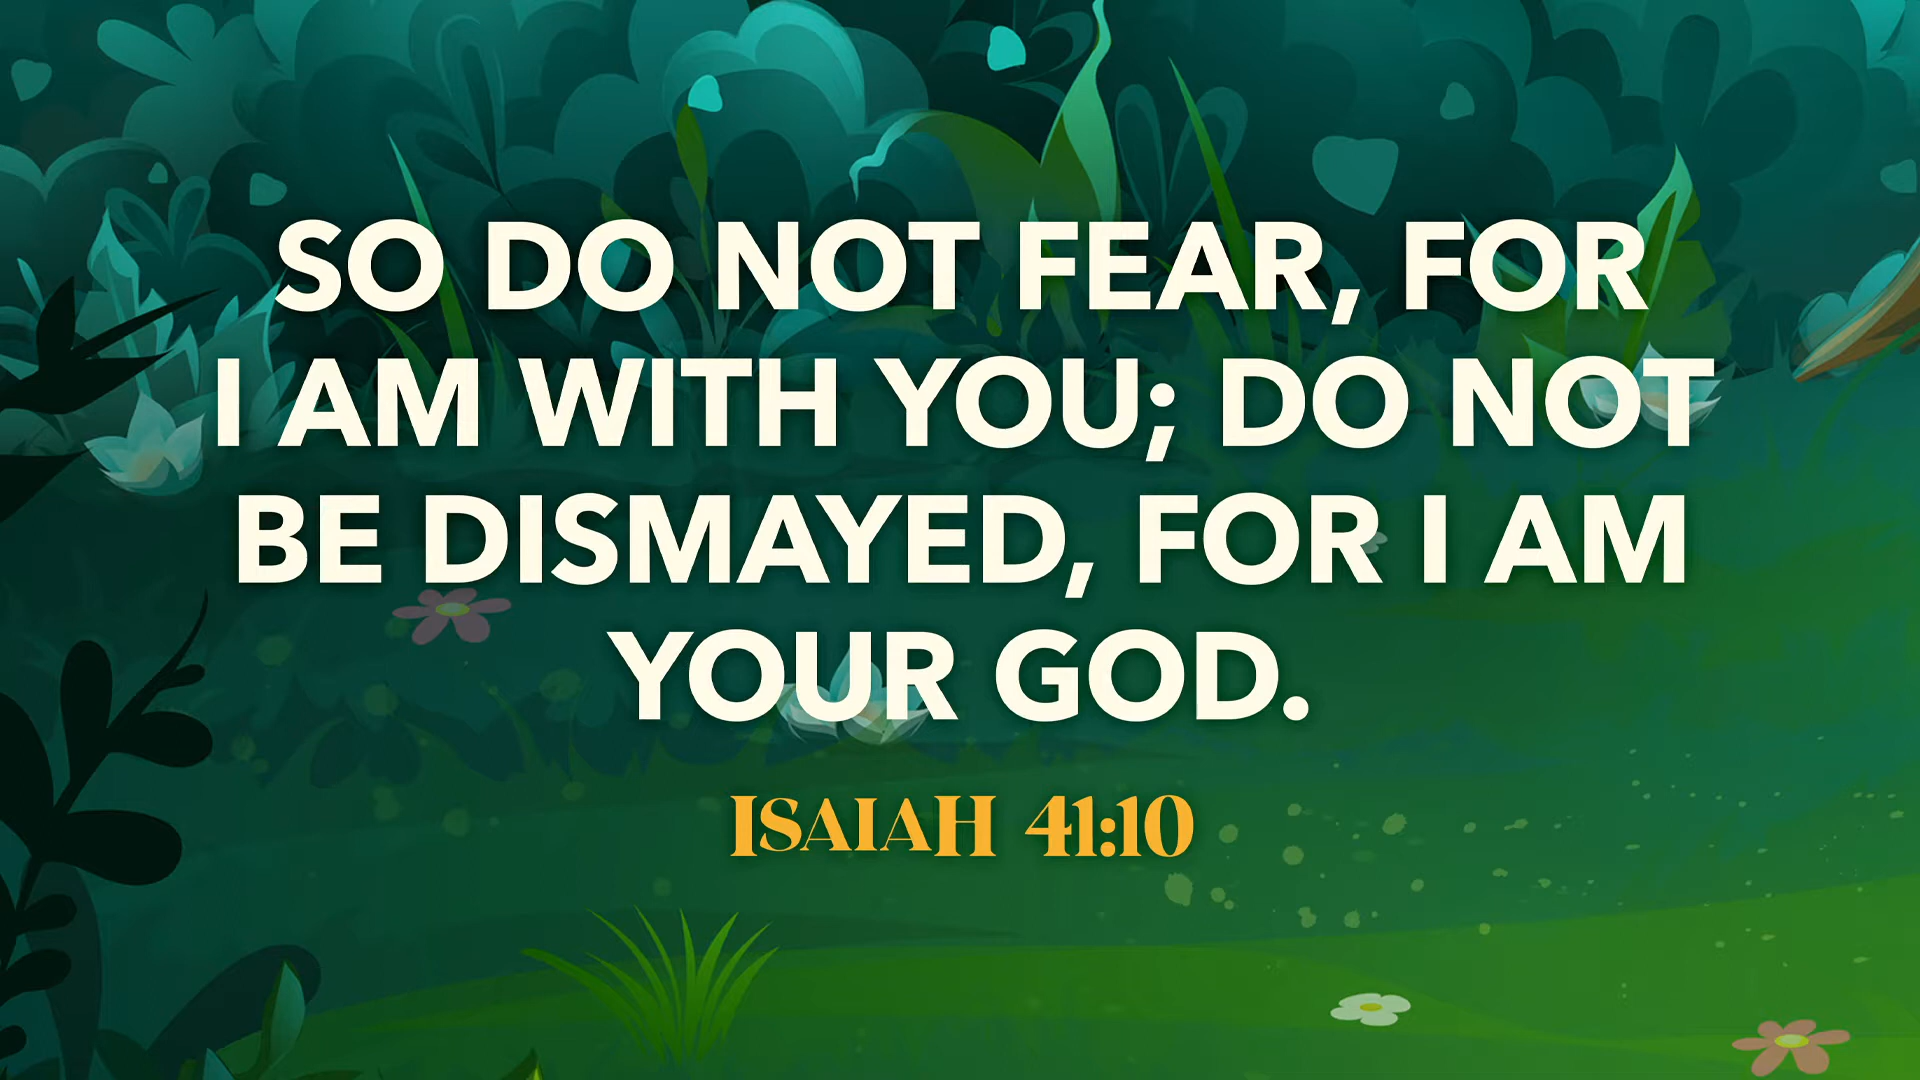 SO DO NOT FEAR, FOR
I AM WITH YOU; DO NOT
BE DISMAYED, FOR I AM
YOUR GOD.
ISAIAH 41:10